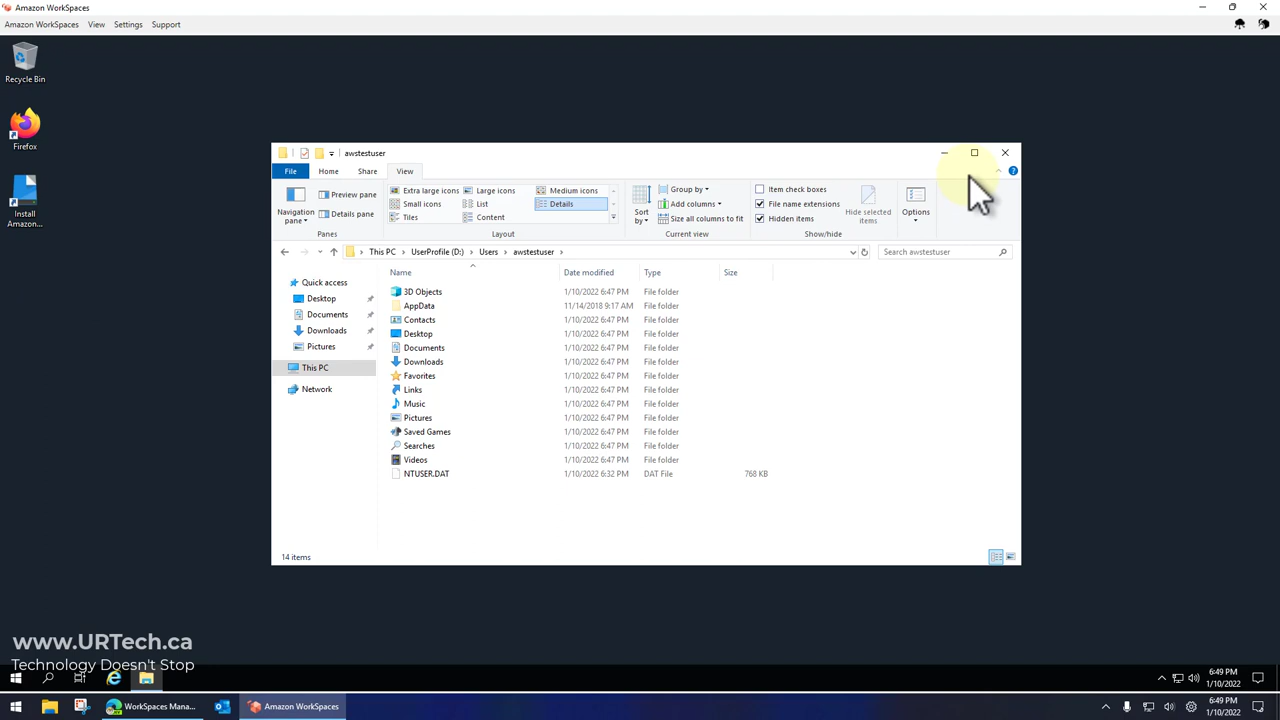 Amazon WorkSpaces
Amazon WorkSpaces View Settings Support
Recycle Bin
Firefox
Install
Amazon...
awstestuser
File Home Share View
Navigation
pane
Preview pane
Details pane
Panes
Extra large icons Large icons Medium icons
Small icons List Details
Tiles Content
Layout
Sort
by
Group by
Add columns
Size all columns to fit
Current view
Item check boxes
File name extensions
Hidden items
Hide selected
items
Show/hide
Options
This PC UserProfile (D:) Users awstestuser
Search awstestuser
Quick access
Desktop
Documents
Downloads
Pictures
This PC
Network
Name Date modified Type Size
3D Objects 1/10/2022 6:47 PM File folder
AppData 11/14/2018 9:17 AM File folder
Contacts 1/10/2022 6:47 PM File folder
Desktop 1/10/2022 6:47 PM File folder
Documents 1/10/2022 6:47 PM File folder
Downloads 1/10/2022 6:47 PM File folder
Favorites 1/10/2022 6:47 PM File folder
Links 1/10/2022 6:47 PM File folder
Music 1/10/2022 6:47 PM File folder
Pictures 1/10/2022 6:47 PM File folder
Saved Games 1/10/2022 6:47 PM File folder
Searches 1/10/2022 6:47 PM File folder
Videos 1/10/2022 6:47 PM File folder
NTUSER.DAT 1/10/2022 6:32 PM DAT File 768 KB
14 items
www.URTech.ca
Technology Doesn't Stop
6:49 PM
1/10/2022
WorkSpaces Mana...
Amazon WorkSpaces
6:49 PM
1/10/2022